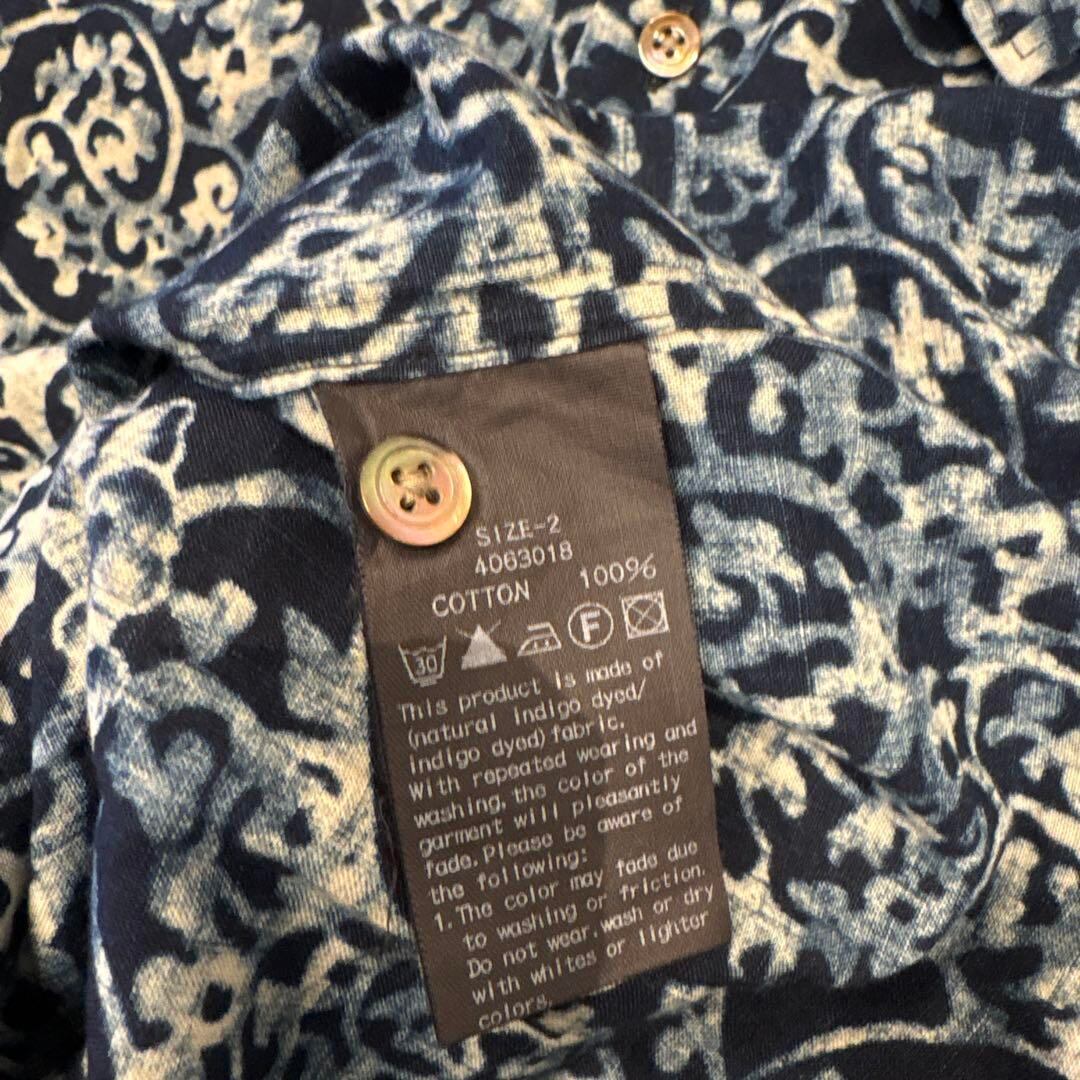 SIZE-2
4063018
COTTON 100%
30 F
This product is made of
(natural indigo dyed/
indigo dyed)fabric.
With repeated wearing and
washing, the color of the
garment will pleasantly
fade. Please be aware of
the following:
1. The color may fade due
to washing or friction.
Do not wear, wash or dry
with whites or lighter
colors.